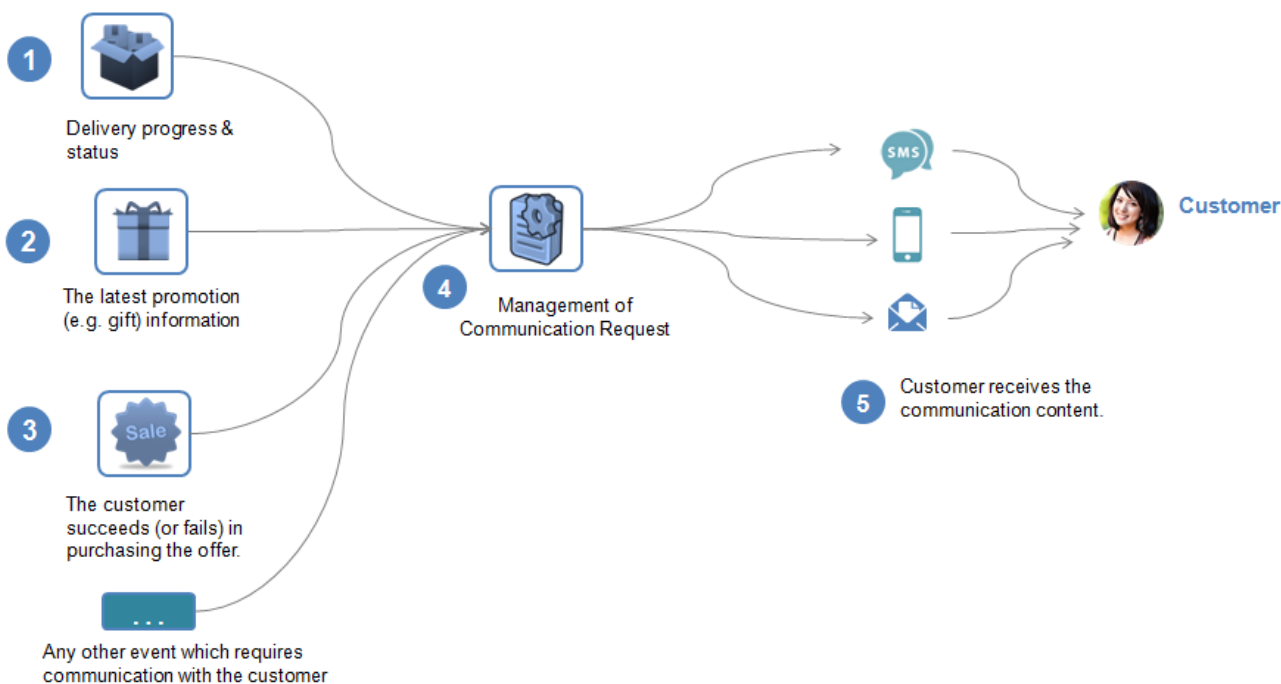 1
Delivery progress &
status
2
The latest promotion
(e.g. gift) information
3
Sale
The customer
succeeds (or fails) in
purchasing the offer.
...
Any other event which requires
communication with the customer
4
Management of
Communication Request
SMS
5
Customer receives the
communication content.
Customer